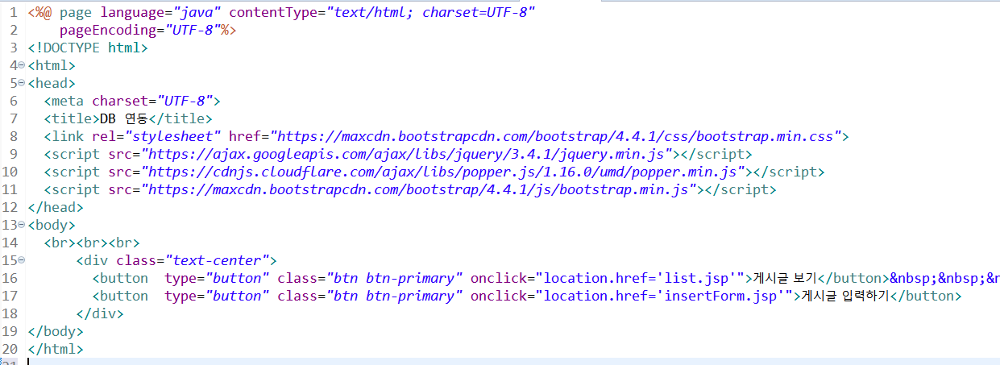 1 <%@ page language="java" contentType="text/html; charset=UTF-8"
2 pageEncoding="UTF-8"%>
3 <!DOCTYPE html>
4 <html>
5 <head>
6 <meta charset="UTF-8">
7 <title>DB 연동</title>
8 <link rel="stylesheet" href="https://maxcdn.bootstrapcdn.com/bootstrap/4.4.1/css/bootstrap.min.css">
9 <script src="https://ajax.googleapis.com/ajax/libs/jquery/3.4.1/jquery.min.js"></script>
10 <script src="https://cdnjs.cloudflare.com/ajax/libs/popper.js/1.16.0/umd/popper.min.js"></script>
11 <script src="https://maxcdn.bootstrapcdn.com/bootstrap/4.4.1/js/bootstrap.min.js"></script>
12 </head>
13 <body>
14 <br><br><br>
15 <div class="text-center">
16 <button  type="button" class="btn btn-primary" onclick="location.href='list.jsp'">게시글 보기</button>&nbsp;&nbsp;&n
17 <button  type="button" class="btn btn-primary" onclick="location.href='insertForm.jsp'">게시글 입력하기</button>
18 </div>
19 </body>
20 </html>